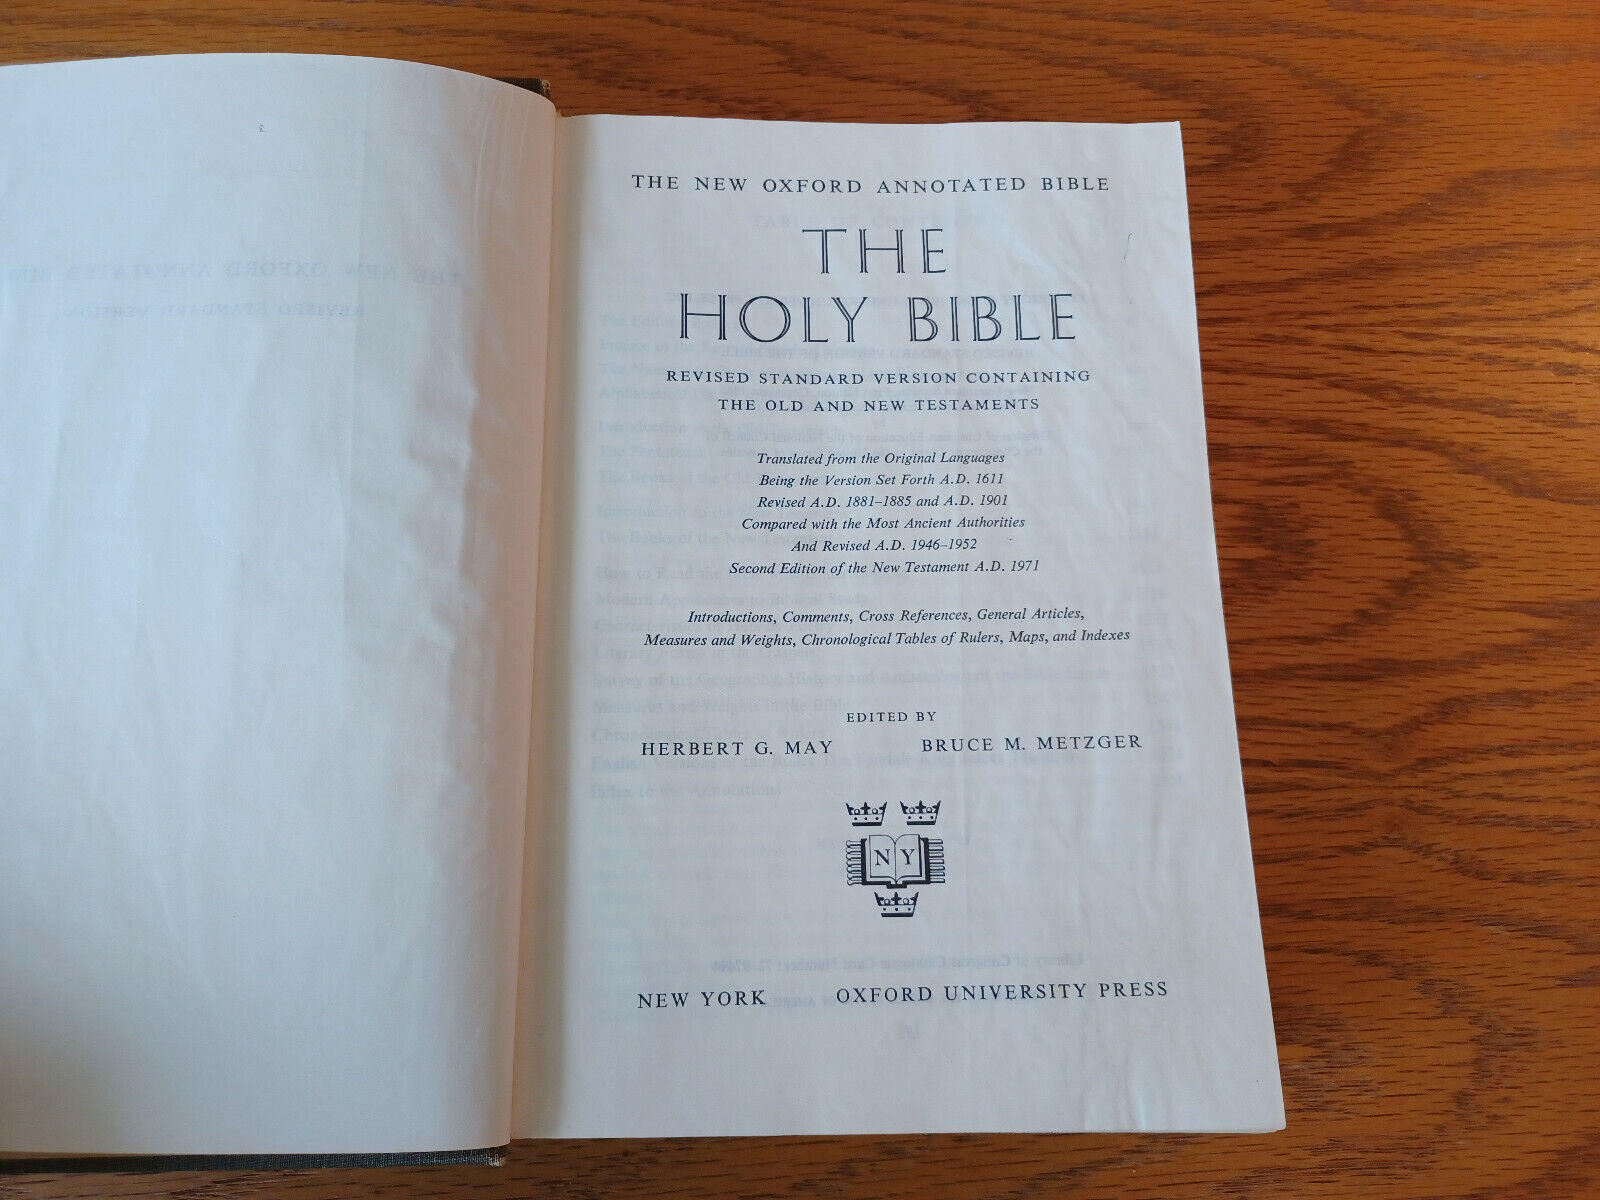 THE NEW OXFORD ANNOTATED BIBLE
THE
HOLY BIBLE
REVISED STANDARD VERSION CONTAINING
THE OLD AND NEW TESTAMENTS
Translated from the Original Languages
Being the Version Set Forth A.D. 1611
Revised A.D. 1881–1885 and A.D. 1901
Compared with the Most Ancient Authorities
And Revised A.D. 1946–1952
Second Edition of the New Testament A.D. 1971
Introductions, Comments, Cross References, General Articles,
Measures and Weights, Chronological Tables of Rulers, Maps, and Indexes
EDITED BY
HERBERT G. MAY BRUCE M. METZGER
N Y
NEW YORK OXFORD UNIVERSITY PRESS